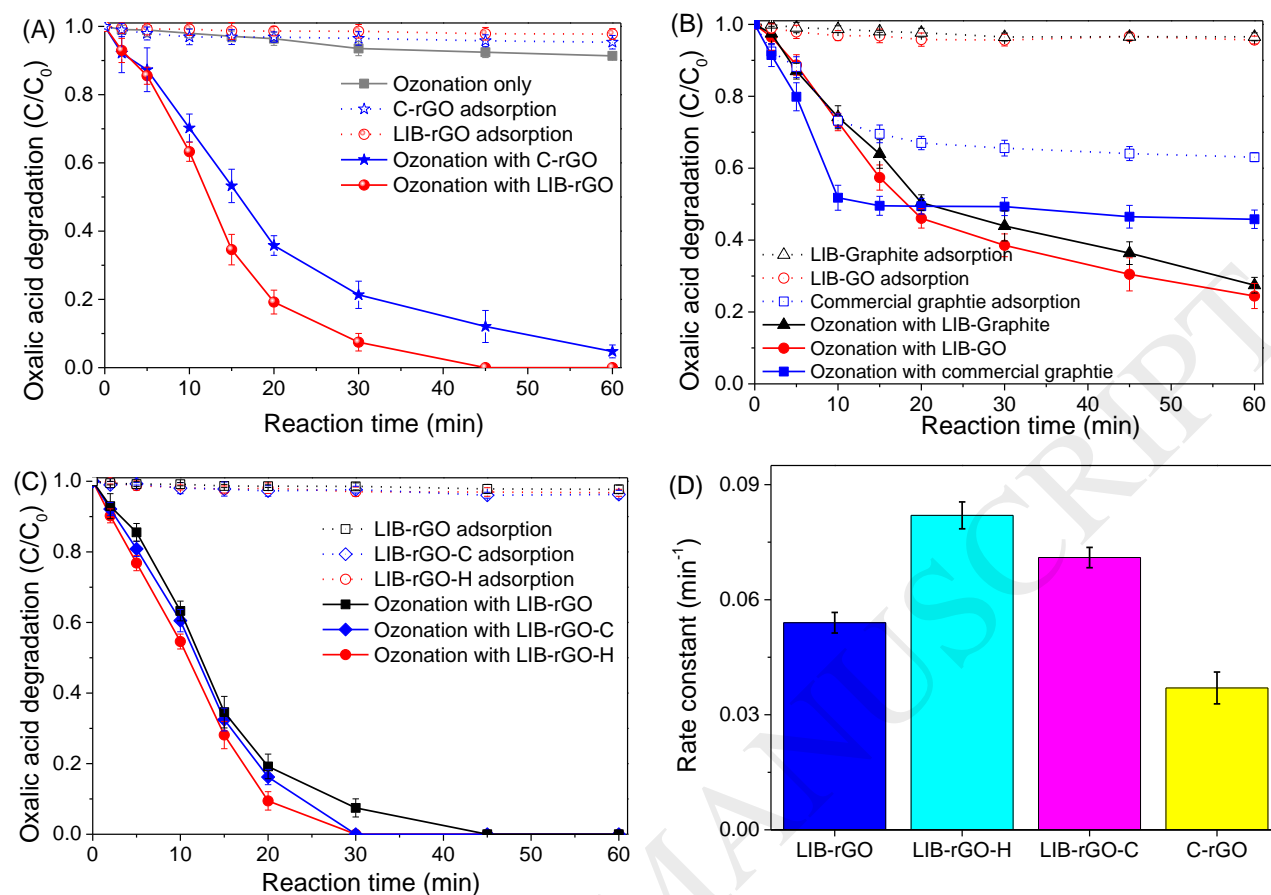 (A)
Oxalic acid degradation (C/C0)
1.0
0.8
0.6
0.4
0.2
0.0
Ozonation only
C-rGO adsorption
LIB-rGO adsorption
Ozonation with C-rGO
Ozonation with LIB-rGO
0 10 20 30 40 50 60
Reaction time (min)
(B)
Oxalic acid degradation (C/C0)
1.0
0.8
0.6
0.4
0.2
0.0
LIB-Graphite adsorption
LIB-GO adsorption
Commercial graphtie adsorption
Ozonation with LIB-Graphite
Ozonation with LIB-GO
Ozonation with commercial graphtie
0 10 20 30 40 50 60
Reaction time (min)
(C)
Oxalic acid degradation (C/C0)
1.0
0.8
0.6
0.4
0.2
0.0
LIB-rGO adsorption
LIB-rGO-C adsorption
LIB-rGO-H adsorption
Ozonation with LIB-rGO
Ozonation with LIB-rGO-C
Ozonation with LIB-rGO-H
0 10 20 30 40 50 60
Reaction time (min)
(D)
Rate constant (min-1)
0.09
0.06
0.03
0.00
LIB-rGO LIB-rGO-H LIB-rGO-C C-rGO
MANUSCRIPT